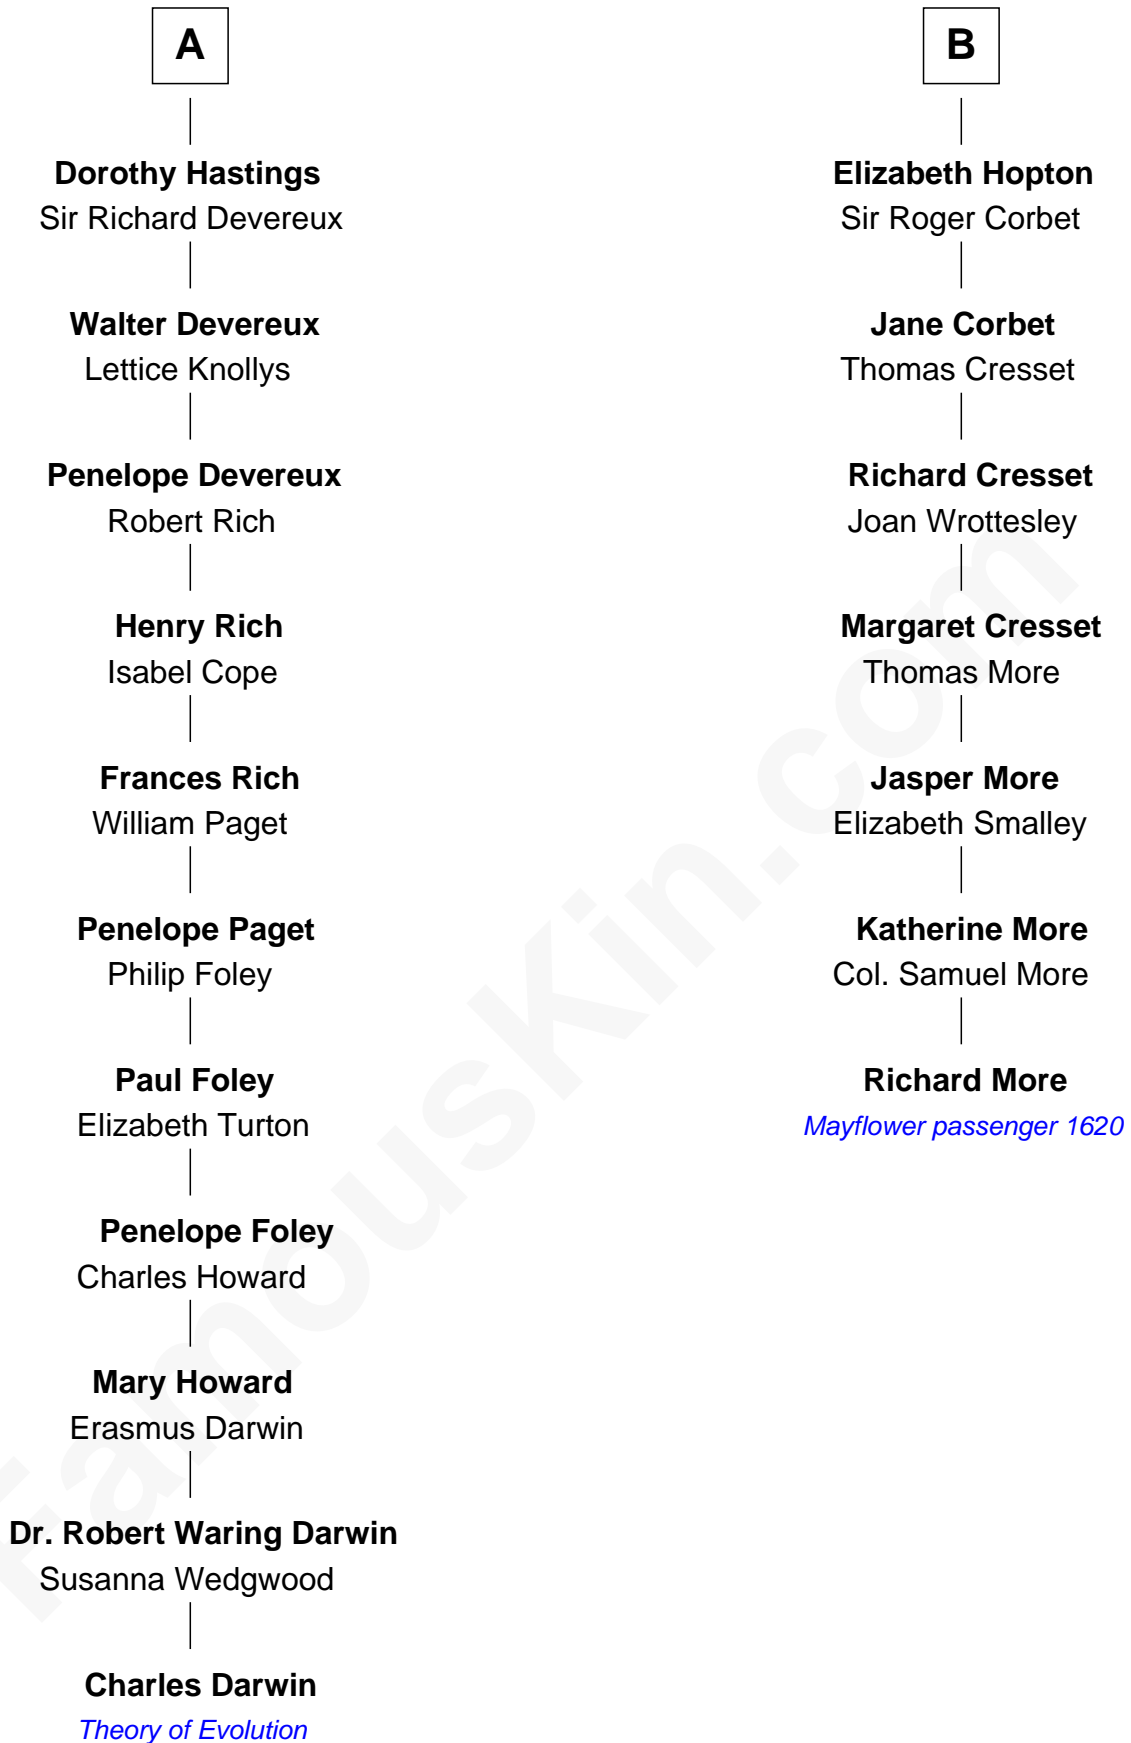 A
Dorothy Hastings
Sir Richard Devereux
Walter Devereux
Lettice Knollys
Penelope Devereux
Robert Rich
Henry Rich
Isabel Cope
Frances Rich
William Paget
Penelope Paget
Philip Foley
Paul Foley
Elizabeth Turton
Penelope Foley
Charles Howard
Mary Howard
Erasmus Darwin
Dr. Robert Waring Darwin
Susanna Wedgwood
Charles Darwin
Theory of Evolution
B
Elizabeth Hopton
Sir Roger Corbet
Jane Corbet
Thomas Cresset
Richard Cresset
Joan Wrottesley
Margaret Cresset
Thomas More
Jasper More
Elizabeth Smalley
Katherine More
Col. Samuel More
Richard More
Mayflower passenger 1620
FamousKin.com